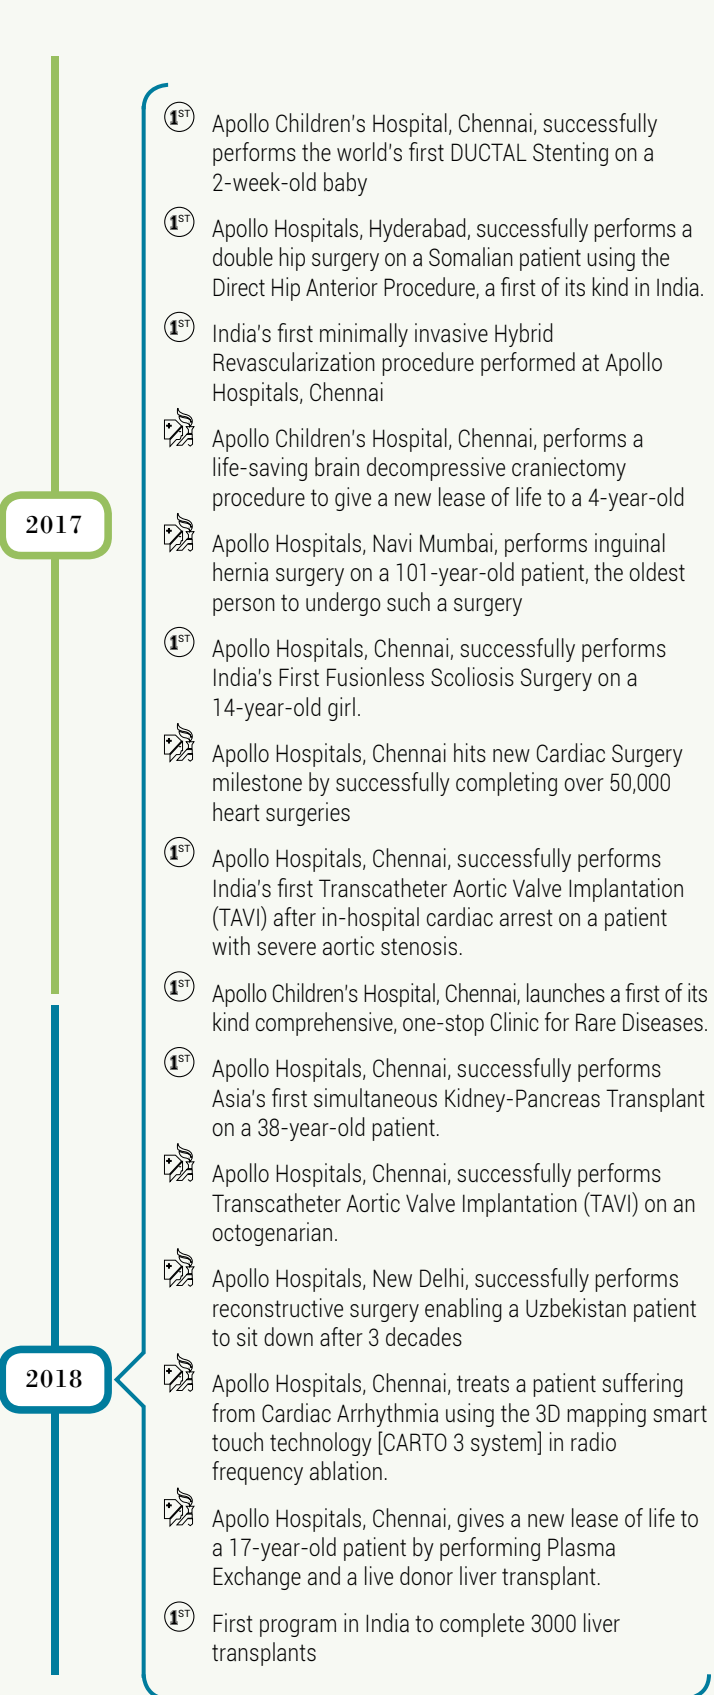 1ST
Apollo Children's Hospital, Chennai, successfully
performs the world's first DUCTAL Stenting on a
2-week-old baby
1ST
Apollo Hospitals, Hyderabad, successfully performs a
double hip surgery on a Somalian patient using the
Direct Hip Anterior Procedure, a first of its kind in India.
1ST
India's first minimally invasive Hybrid
Revascularization procedure performed at Apollo
Hospitals, Chennai
Apollo Children's Hospital, Chennai, performs a
life-saving brain decompressive craniectomy
procedure to give a new lease of life to a 4-year-old
2017
Apollo Hospitals, Navi Mumbai, performs inguinal
hernia surgery on a 101-year-old patient, the oldest
person to undergo such a surgery
1ST
Apollo Hospitals, Chennai, successfully performs
India's First Fusionless Scoliosis Surgery on a
14-year-old girl.
Apollo Hospitals, Chennai hits new Cardiac Surgery
milestone by successfully completing over 50,000
heart surgeries
1ST
Apollo Hospitals, Chennai, successfully performs
India's first Transcatheter Aortic Valve Implantation
(TAVI) after in-hospital cardiac arrest on a patient
with severe aortic stenosis.
1ST
Apollo Children's Hospital, Chennai, launches a first of its
kind comprehensive, one-stop Clinic for Rare Diseases.
1ST
Apollo Hospitals, Chennai, successfully performs
Asia's first simultaneous Kidney-Pancreas Transplant
on a 38-year-old patient.
Apollo Hospitals, Chennai, successfully performs
Transcatheter Aortic Valve Implantation (TAVI) on an
octogenarian.
Apollo Hospitals, New Delhi, successfully performs
reconstructive surgery enabling a Uzbekistan patient
to sit down after 3 decades
2018
Apollo Hospitals, Chennai, treats a patient suffering
from Cardiac Arrhythmia using the 3D mapping smart
touch technology [CARTO 3 system] in radio
frequency ablation.
Apollo Hospitals, Chennai, gives a new lease of life to
a 17-year-old patient by performing Plasma
Exchange and a live donor liver transplant.
1ST
First program in India to complete 3000 liver
transplants